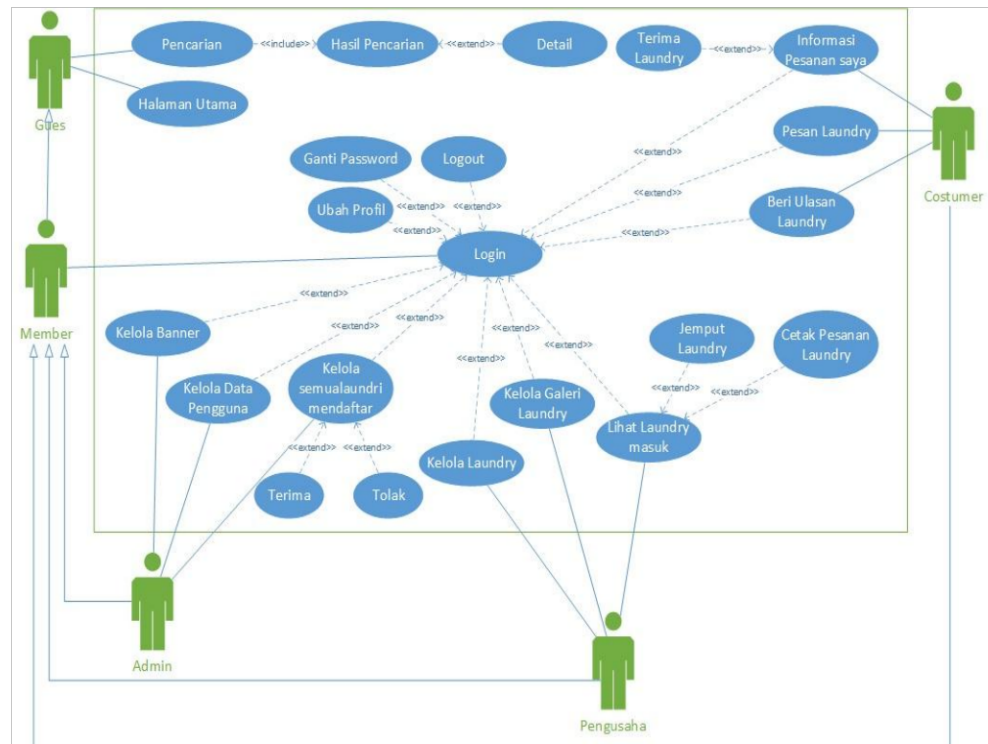 Pencarian
<<include>>
Hasil Pencarian
<<extend>>
Detail
Terima
Laundry
<<extend>>
Informasi
Pesanan saya
Halaman Utama
Gues
Ganti Password
Logout
<<extend>>
Pesan Laundry
Ubah Profil
<<extend>>
<<extend>>
<<extend>>
<<extend>>
Beri Ulasan
Laundry
<<extend>>
Costumer
Login
Member
<<extend>>
Kelola Banner
<<extend>>
<<extend>>
<<extend>>
<<extend>>
<<extend>>
Jemput
Laundry
Cetak Pesanan
Laundry
Kelola Data
Pengguna
Kelola
semualaundri
mendaftar
Kelola Galeri
Laundry
<<extend>>
<<extend>>
Lihat Laundry
masuk
<<extend>>
<<extend>>
Kelola Laundry
Terima
Tolak
Admin
Pengusaha